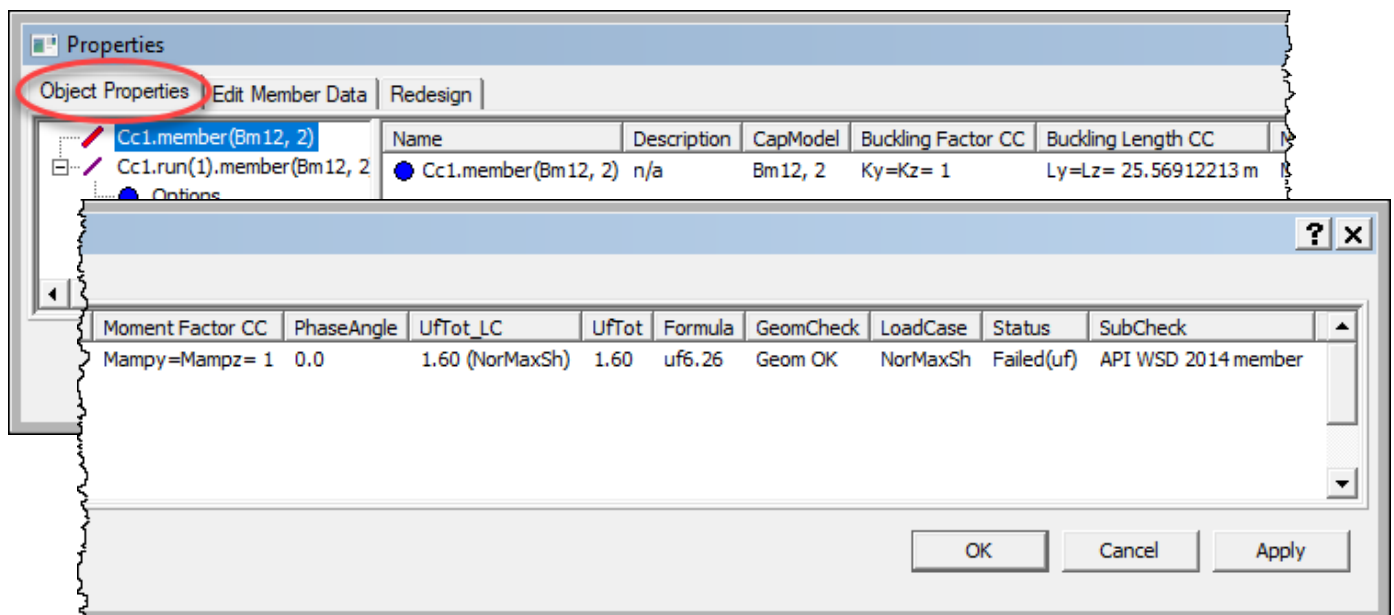 Properties
Object Properties Edit Member Data Redesign
Cc1.member(Bm12, 2) Name Description CapModel Buckling Factor CC Buckling Length CC
Cc1.run(1).member(Bm12, 2 Cc1.member(Bm12, 2) n/a Bm12, 2 Ky=Kz= 1 Ly=Lz= 25.56912213 m
Options
? X
Moment Factor CC PhaseAngle UfTot_LC UfTot Formula GeomCheck LoadCase Status SubCheck
Mampy=Mampz= 1 0.0 1.60 (NorMaxSh) 1.60 uf6.26 Geom OK NorMaxSh Failed(uf) API WSD 2014 member
OK Cancel Apply